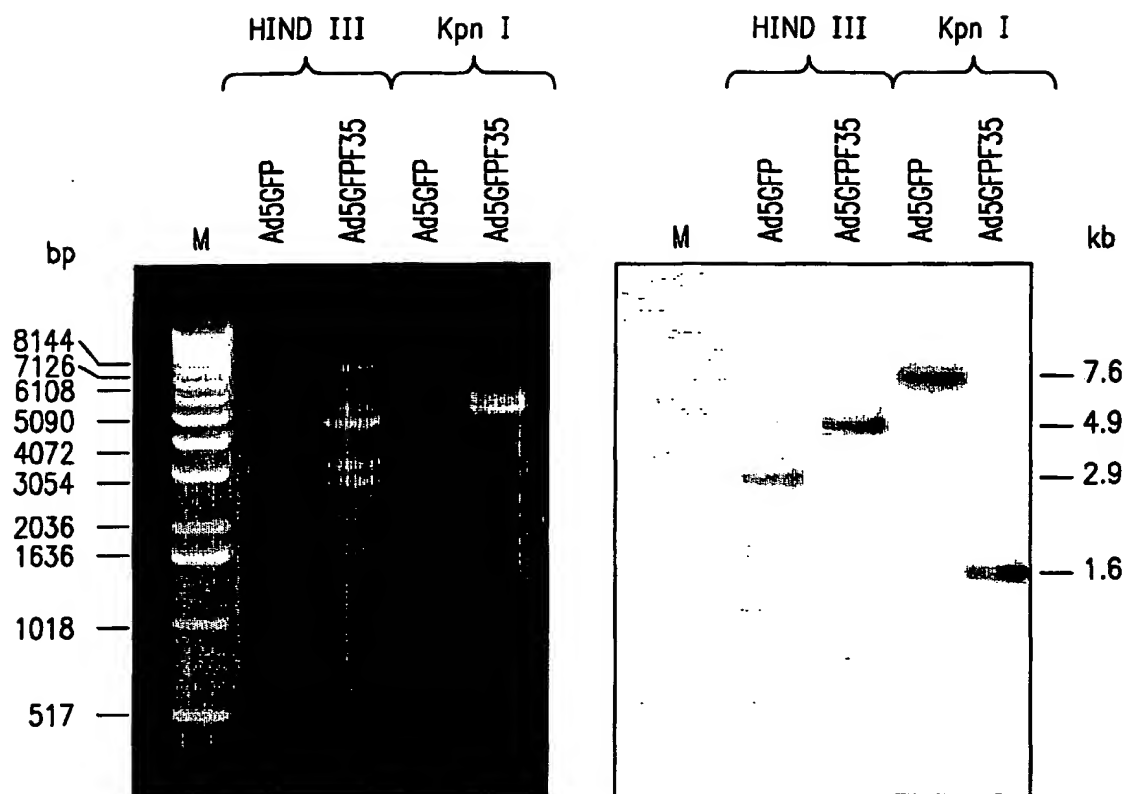 HIND III Kpn I
Ad5GFP Ad5GFPF35 Ad5GFP Ad5GFPF35
M
bp
8144
7126
6108
5090
4072
3054
2036
1636
1018
517
HIND III Kpn I
Ad5GFP Ad5GFPF35 Ad5GFP Ad5GFPF35
M
kb
7.6
4.9
2.9
1.6